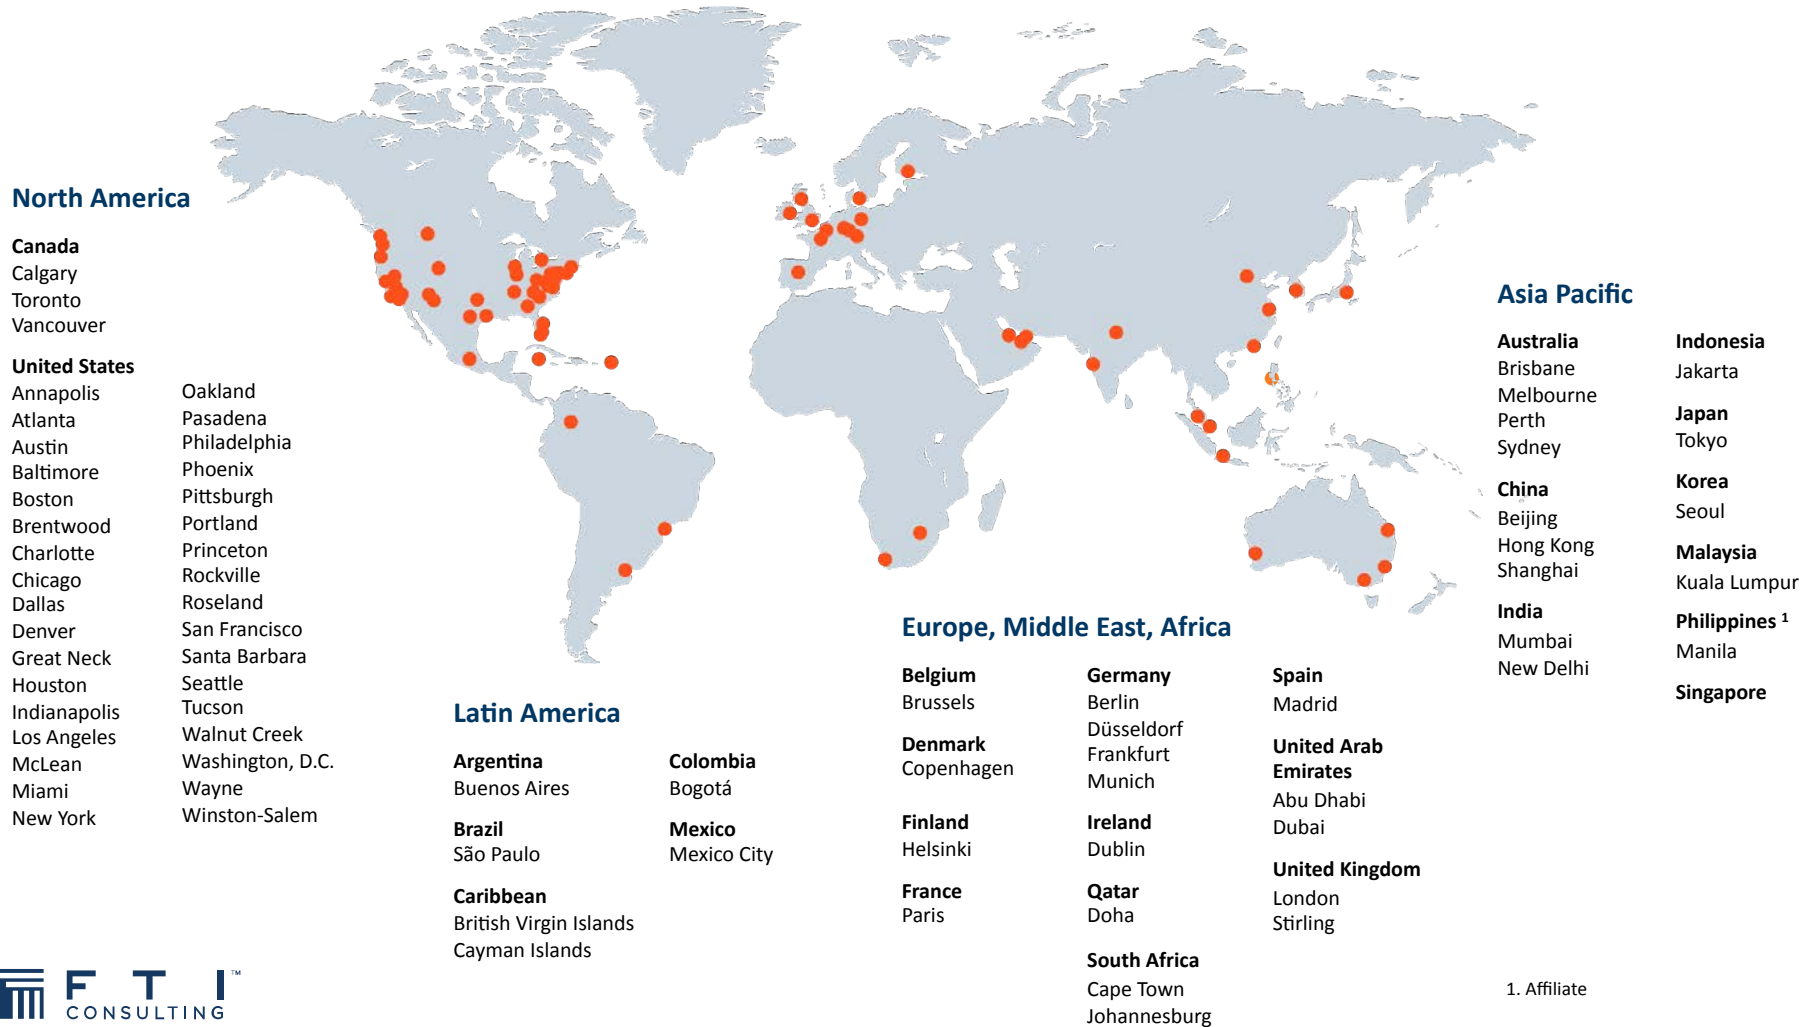 North America
Canada
Calgary
Toronto
Vancouver
United States
Annapolis
Atlanta
Austin
Baltimore
Boston
Brentwood
Charlotte
Chicago
Dallas
Denver
Great Neck
Houston
Indianapolis
Los Angeles
McLean
Miami
New York
Oakland
Pasadena
Philadelphia
Phoenix
Pittsburgh
Portland
Princeton
Rockville
Roseland
San Francisco
Santa Barbara
Seattle
Tucson
Walnut Creek
Washington, D.C.
Wayne
Winston-Salem
Latin America
Argentina
Buenos Aires
Brazil
São Paulo
Caribbean
British Virgin Islands
Cayman Islands
Colombia
Bogotá
Mexico
Mexico City
Europe, Middle East, Africa
Belgium
Brussels
Denmark
Copenhagen
Finland
Helsinki
France
Paris
Germany
Berlin
Düsseldorf
Frankfurt
Munich
Ireland
Dublin
Qatar
Doha
South Africa
Cape Town
Johannesburg
Spain
Madrid
United Arab
Emirates
Abu Dhabi
Dubai
United Kingdom
London
Stirling
Asia Pacific
Australia
Brisbane
Melbourne
Perth
Sydney
China
Beijing
Hong Kong
Shanghai
India
Mumbai
New Delhi
Indonesia
Jakarta
Japan
Tokyo
Korea
Seoul
Malaysia
Kuala Lumpur
Philippines 1
Manila
Singapore
1. Affiliate
F T I ™
CONSULTING